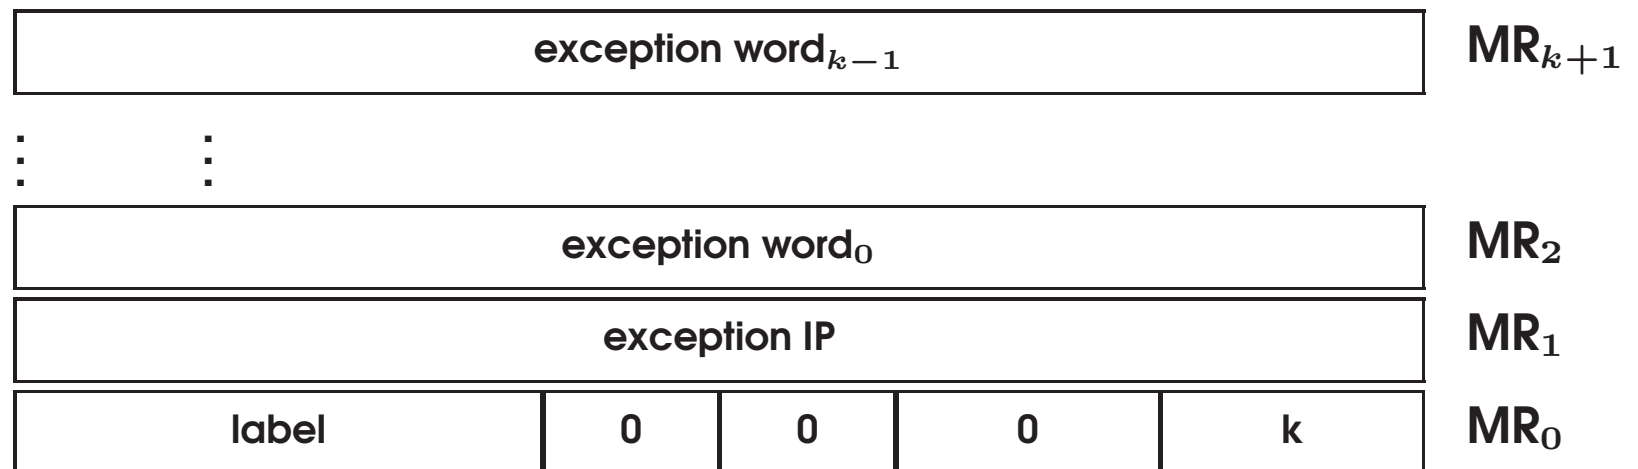 exception word_{k−1} MR_{k+1}
⋮ ⋮
exception word_0 MR_2
exception IP MR_1
label 0 0 0 k MR_0